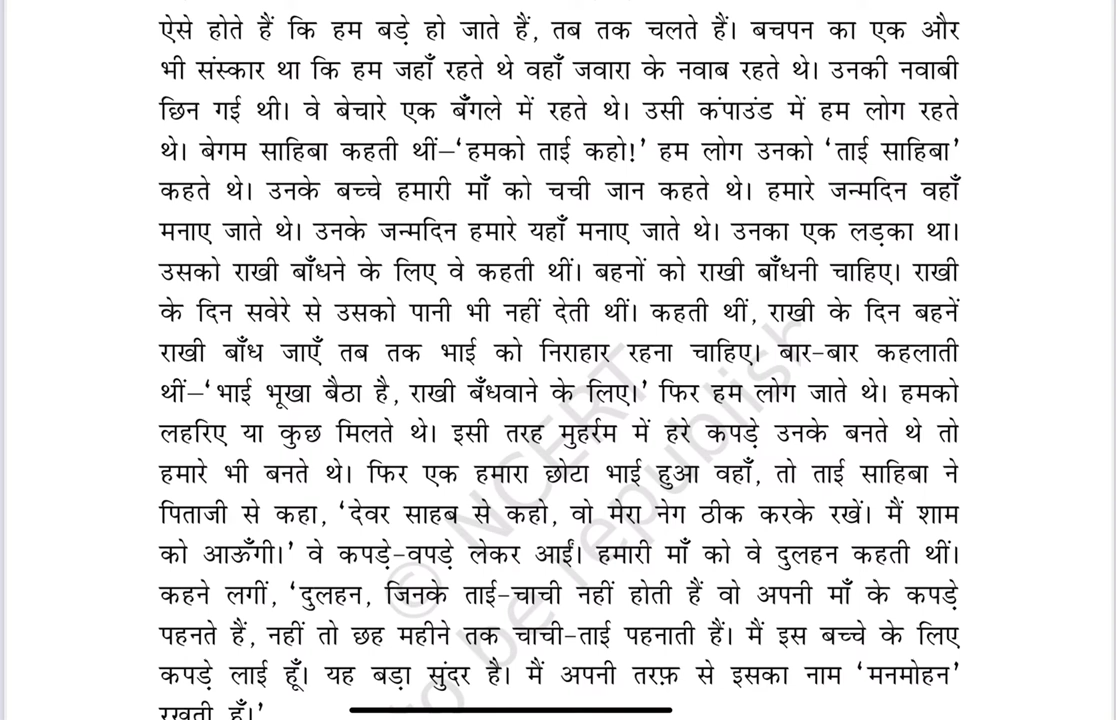 ऐसे होते हैं कि हम बड़े हो जाते हैं, तब तक चलते हैं। बचपन का एक और
भी संस्कार था कि हम जहाँ रहते थे वहाँ जवारा के नवाब रहते थे। उनकी नवाबी
छिन गई थी। वे बेचारे एक बँगले में रहते थे। उसी कंपाउंड में हम लोग रहते
थे। बेगम साहिबा कहती थीं–‘हमको ताई कहो!’ हम लोग उनको ‘ताई साहिबा’
कहते थे। उनके बच्चे हमारी माँ को चची जान कहते थे। हमारे जन्मदिन वहाँ
मनाए जाते थे। उनके जन्मदिन हमारे यहाँ मनाए जाते थे। उनका एक लड़का था।
उसको राखी बाँधने के लिए वे कहती थीं। बहनों को राखी बाँधनी चाहिए। राखी
के दिन सवेरे से उसको पानी भी नहीं देती थीं। कहती थीं, राखी के दिन बहनें
राखी बाँध जाएँ तब तक भाई को निराहार रहना चाहिए। बार-बार कहलाती
थीं–‘भाई भूखा बैठा है, राखी बँधवाने के लिए।’ फिर हम लोग जाते थे। हमको
लहरिए या कुछ मिलते थे। इसी तरह मुहर्रम में हरे कपड़े उनके बनते थे तो
हमारे भी बनते थे। फिर एक हमारा छोटा भाई हुआ वहाँ, तो ताई साहिबा ने
पिताजी से कहा, ‘देवर साहब से कहो, वो मेरा नेग ठीक करके रखें। मैं शाम
को आऊँगी।’ वे कपड़े-वपड़े लेकर आईं। हमारी माँ को वे दुलहन कहती थीं।
कहने लगीं, ‘दुलहन, जिनके ताई-चाची नहीं होती हैं वो अपनी माँ के कपड़े
पहनते हैं, नहीं तो छह महीने तक चाची-ताई पहनाती हैं। मैं इस बच्चे के लिए
कपड़े लाई हूँ। यह बड़ा सुंदर है। मैं अपनी तरफ़ से इसका नाम ‘मनमोहन’
रखती हूँ।’
© NCERT
to be republish